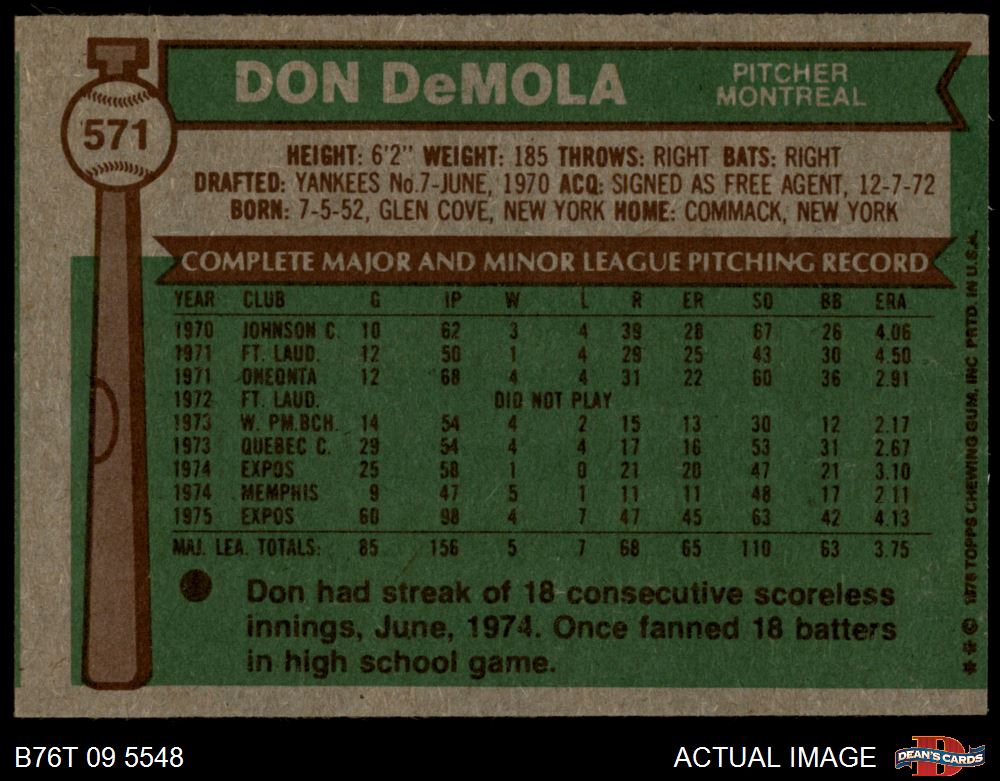 571
DON DeMOLA
PITCHER
MONTREAL
HEIGHT: 6'2" WEIGHT: 185 THROWS: RIGHT BATS: RIGHT
DRAFTED: YANKEES No.7-JUNE, 1970 ACQ: SIGNED AS FREE AGENT, 12-7-72
BORN: 7-5-52, GLEN COVE, NEW YORK HOME: COMMACK, NEW YORK
COMPLETE MAJOR AND MINOR LEAGUE PITCHING RECORD
YEAR CLUB G IP W L R ER SO BB ERA
1970 JOHNSON C. 10 62 3 4 39 28 67 26 4.06
1971 FT. LAUD. 12 50 1 4 29 25 43 30 4.50
1971 ONEONTA 12 68 4 4 31 22 60 36 2.91
1972 FT. LAUD. DID NOT PLAY
1973 W. PM.BCH. 14 54 4 2 15 13 30 12 2.17
1973 QUEBEC C. 29 54 4 4 17 16 53 31 2.67
1974 EXPOS 25 58 1 0 21 20 47 21 3.10
1974 MEMPHIS 9 47 5 1 11 11 48 17 2.11
1975 EXPOS 60 98 4 7 47 45 63 42 4.13
MAJ. LEA. TOTALS: 85 156 5 7 68 65 110 63 3.75
Don had streak of 18 consecutive scoreless
innings, June, 1974. Once fanned 18 batters
in high school game.
* * © 1976 TOPPS CHEWING GUM, INC PRTD. IN U.S.A.
B76T 09 5548
ACTUAL IMAGE
D
DEAN'S CARDS